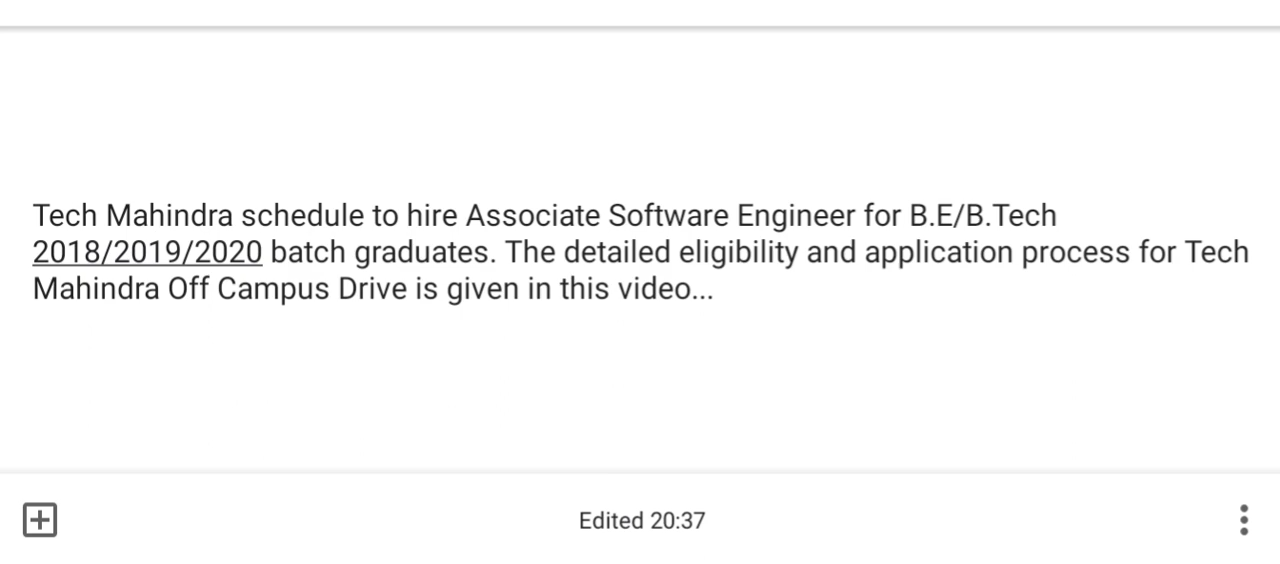 Tech Mahindra schedule to hire Associate Software Engineer for B.E/B.Tech
2018/2019/2020 batch graduates. The detailed eligibility and application process for Tech
Mahindra Off Campus Drive is given in this video...
Edited 20:37